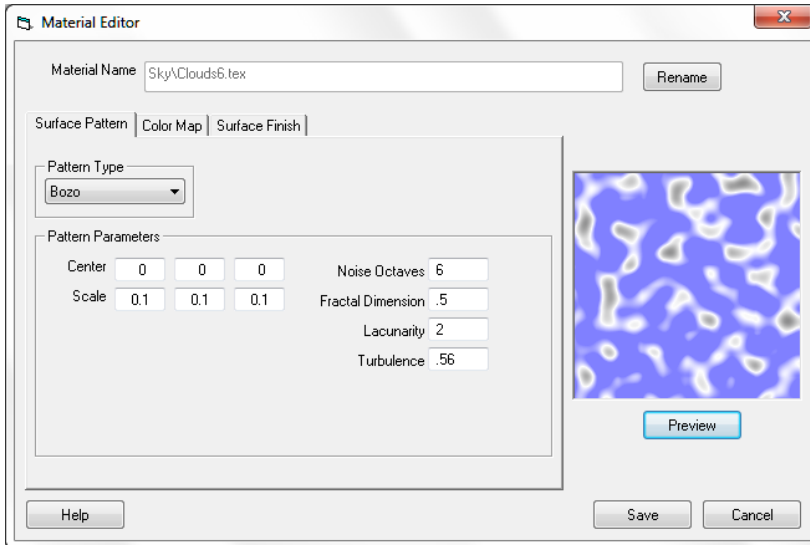 Material Editor
Material Name Sky\Clouds6.tex Rename
Surface Pattern Color Map Surface Finish
Pattern Type
Bozo
Pattern Parameters
Center 0 0 0 Noise Octaves 6
Scale 0.1 0.1 0.1 Fractal Dimension .5
Lacunarity 2
Turbulence .56
Preview
Help Save Cancel